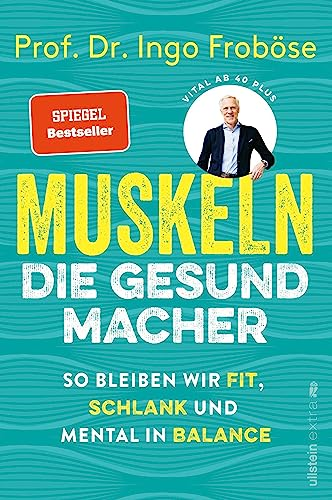 Prof. Dr. Ingo Froböse
VITAL AB 40 PLUS
SPIEGEL
Bestseller
MUSKELN
DIE GESUND
MACHER
SO BLEIBEN WIR FIT,
SCHLANK UND
MENTAL IN BALANCE
ullstein extra